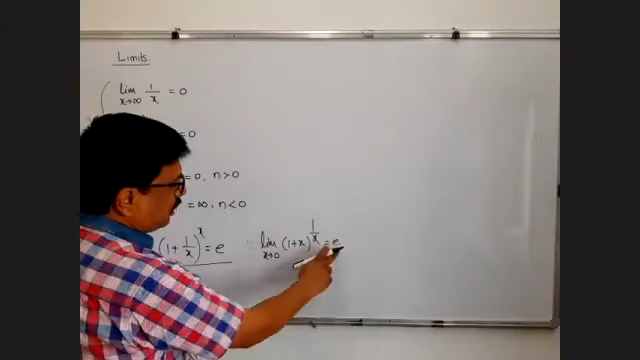 Limits
lim x→∞ 1/x = 0
= 0
= 0, n>0
= ∞, n<0
(1+1/x)^x = e ∵ lim x→0 (1+x)^(1/x) = e